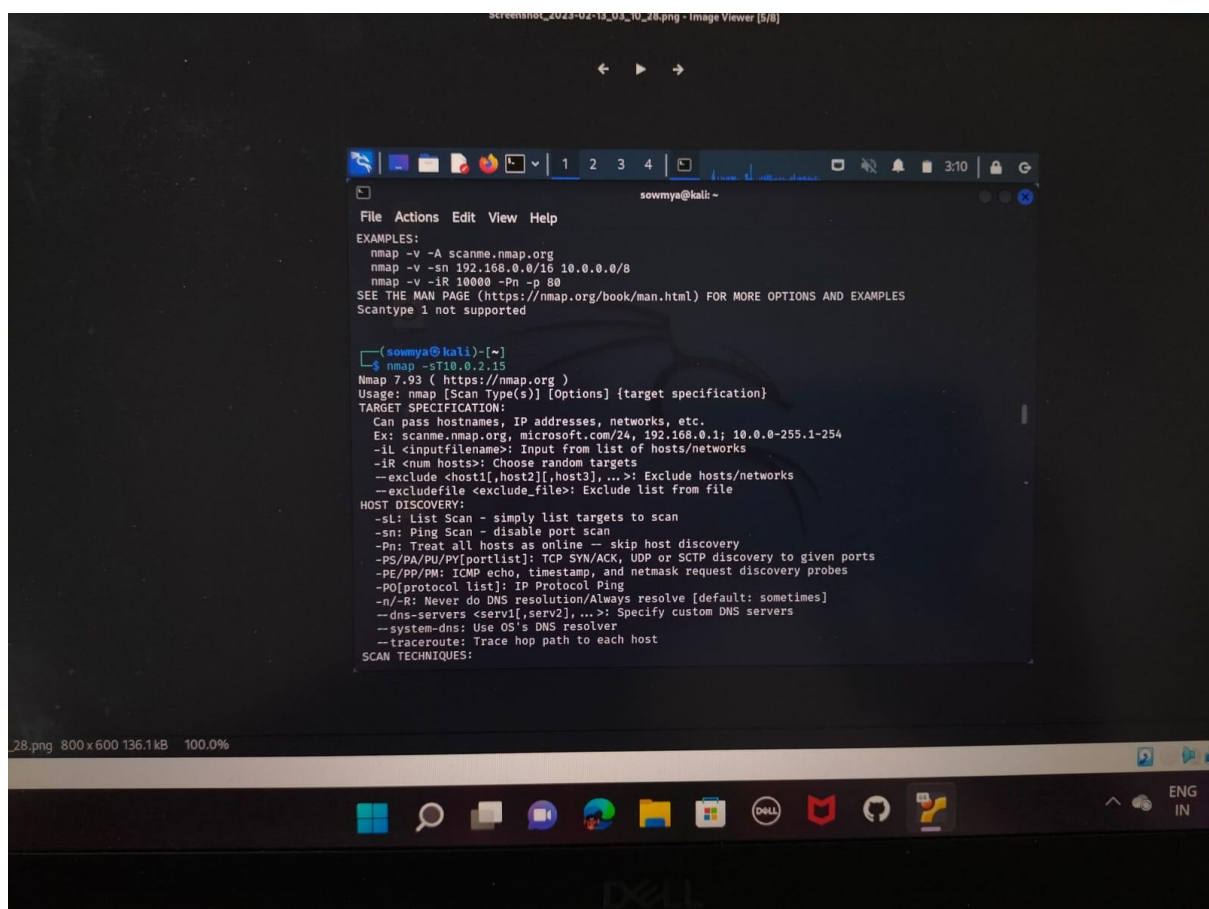 Screenshot_2023-02-13_03_10_28.png - Image Viewer [5/8]
1 2 3 4
3:10
sowmya@kali: ~
File Actions Edit View Help
EXAMPLES:
nmap -v -A scanme.nmap.org
nmap -v -sn 192.168.0.0/16 10.0.0.0/8
nmap -v -iR 10000 -Pn -p 80
SEE THE MAN PAGE (https://nmap.org/book/man.html) FOR MORE OPTIONS AND EXAMPLES
Scantype 1 not supported
(sowmya㉿kali)-[~]
$ nmap -sT10.0.2.15
Nmap 7.93 ( https://nmap.org )
Usage: nmap [Scan Type(s)] [Options] {target specification}
TARGET SPECIFICATION:
Can pass hostnames, IP addresses, networks, etc.
Ex: scanme.nmap.org, microsoft.com/24, 192.168.0.1; 10.0.0-255.1-254
-iL <inputfilename>: Input from list of hosts/networks
-iR <num hosts>: Choose random targets
--exclude <host1[,host2][,host3],...>: Exclude hosts/networks
--excludefile <exclude_file>: Exclude list from file
HOST DISCOVERY:
-sL: List Scan - simply list targets to scan
-sn: Ping Scan - disable port scan
-Pn: Treat all hosts as online -- skip host discovery
-PS/PA/PU/PY[portlist]: TCP SYN/ACK, UDP or SCTP discovery to given ports
-PE/PP/PM: ICMP echo, timestamp, and netmask request discovery probes
-PO[protocol list]: IP Protocol Ping
-n/-R: Never do DNS resolution/Always resolve [default: sometimes]
--dns-servers <serv1[,serv2],...>: Specify custom DNS servers
--system-dns: Use OS's DNS resolver
--traceroute: Trace hop path to each host
SCAN TECHNIQUES:
_28.png 800 x 600 136.1 kB 100.0%
DELL
ENG
IN
DELL